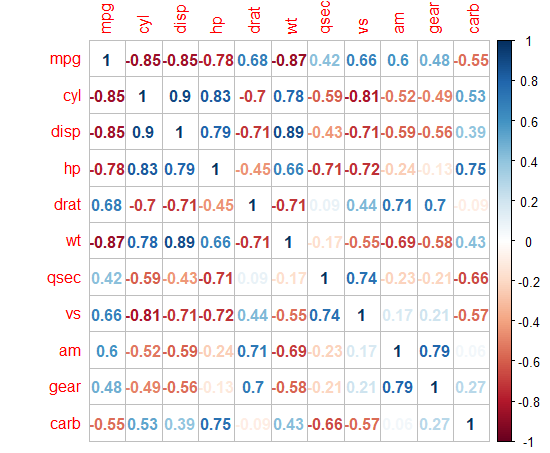 mpg cyl disp hp drat wt qsec vs am gear carb
mpg 1 -0.85 -0.85 -0.78 0.68 -0.87 0.42 0.66 0.6 0.48 -0.55
cyl -0.85 1 0.9 0.83 -0.7 0.78 -0.59 -0.81 -0.52 -0.49 0.53
disp -0.85 0.9 1 0.79 -0.71 0.89 -0.43 -0.71 -0.59 -0.56 0.39
hp -0.78 0.83 0.79 1 -0.45 0.66 -0.71 -0.72 -0.24 -0.13 0.75
drat 0.68 -0.7 -0.71 -0.45 1 -0.71 0.09 0.44 0.71 0.7 -0.09
wt -0.87 0.78 0.89 0.66 -0.71 1 -0.17 -0.55 -0.69 -0.58 0.43
qsec 0.42 -0.59 -0.43 -0.71 0.09 -0.17 1 0.74 -0.23 -0.21 -0.66
vs 0.66 -0.81 -0.71 -0.72 0.44 -0.55 0.74 1 0.17 0.21 -0.57
am 0.6 -0.52 -0.59 -0.24 0.71 -0.69 -0.23 0.17 1 0.79 0.06
gear 0.48 -0.49 -0.56 -0.13 0.7 -0.58 -0.21 0.21 0.79 1 0.27
carb -0.55 0.53 0.39 0.75 -0.09 0.43 -0.66 -0.57 0.06 0.27 1
1
0.8
0.6
0.4
0.2
0
-0.2
-0.4
-0.6
-0.8
-1